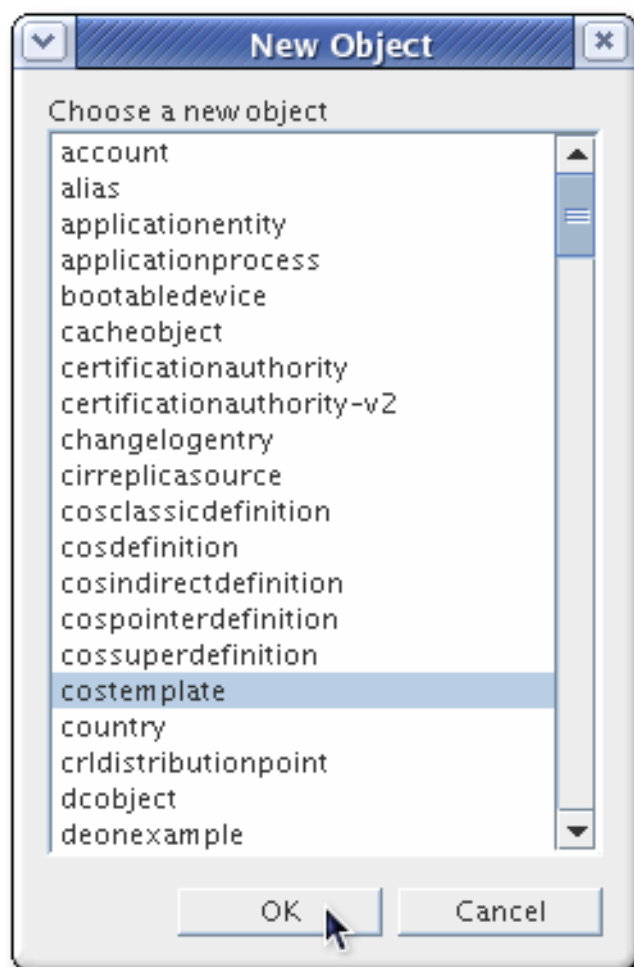 New Object
Choose a new object
account
alias
applicationentity
applicationprocess
bootabledevice
cacheobject
certificationauthority
certificationauthority-v2
changelogentry
cirreplicasource
cosclassicdefinition
cosdefinition
cosindirectdefinition
cospointerdefinition
cossuperdefinition
costemplate
country
crldistributionpoint
dcobject
deonexample
OK Cancel